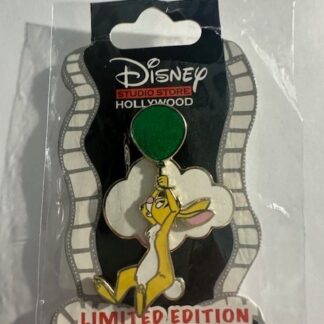 Disney
STUDIO STORE
HOLLYWOOD
LIMITED EDITION